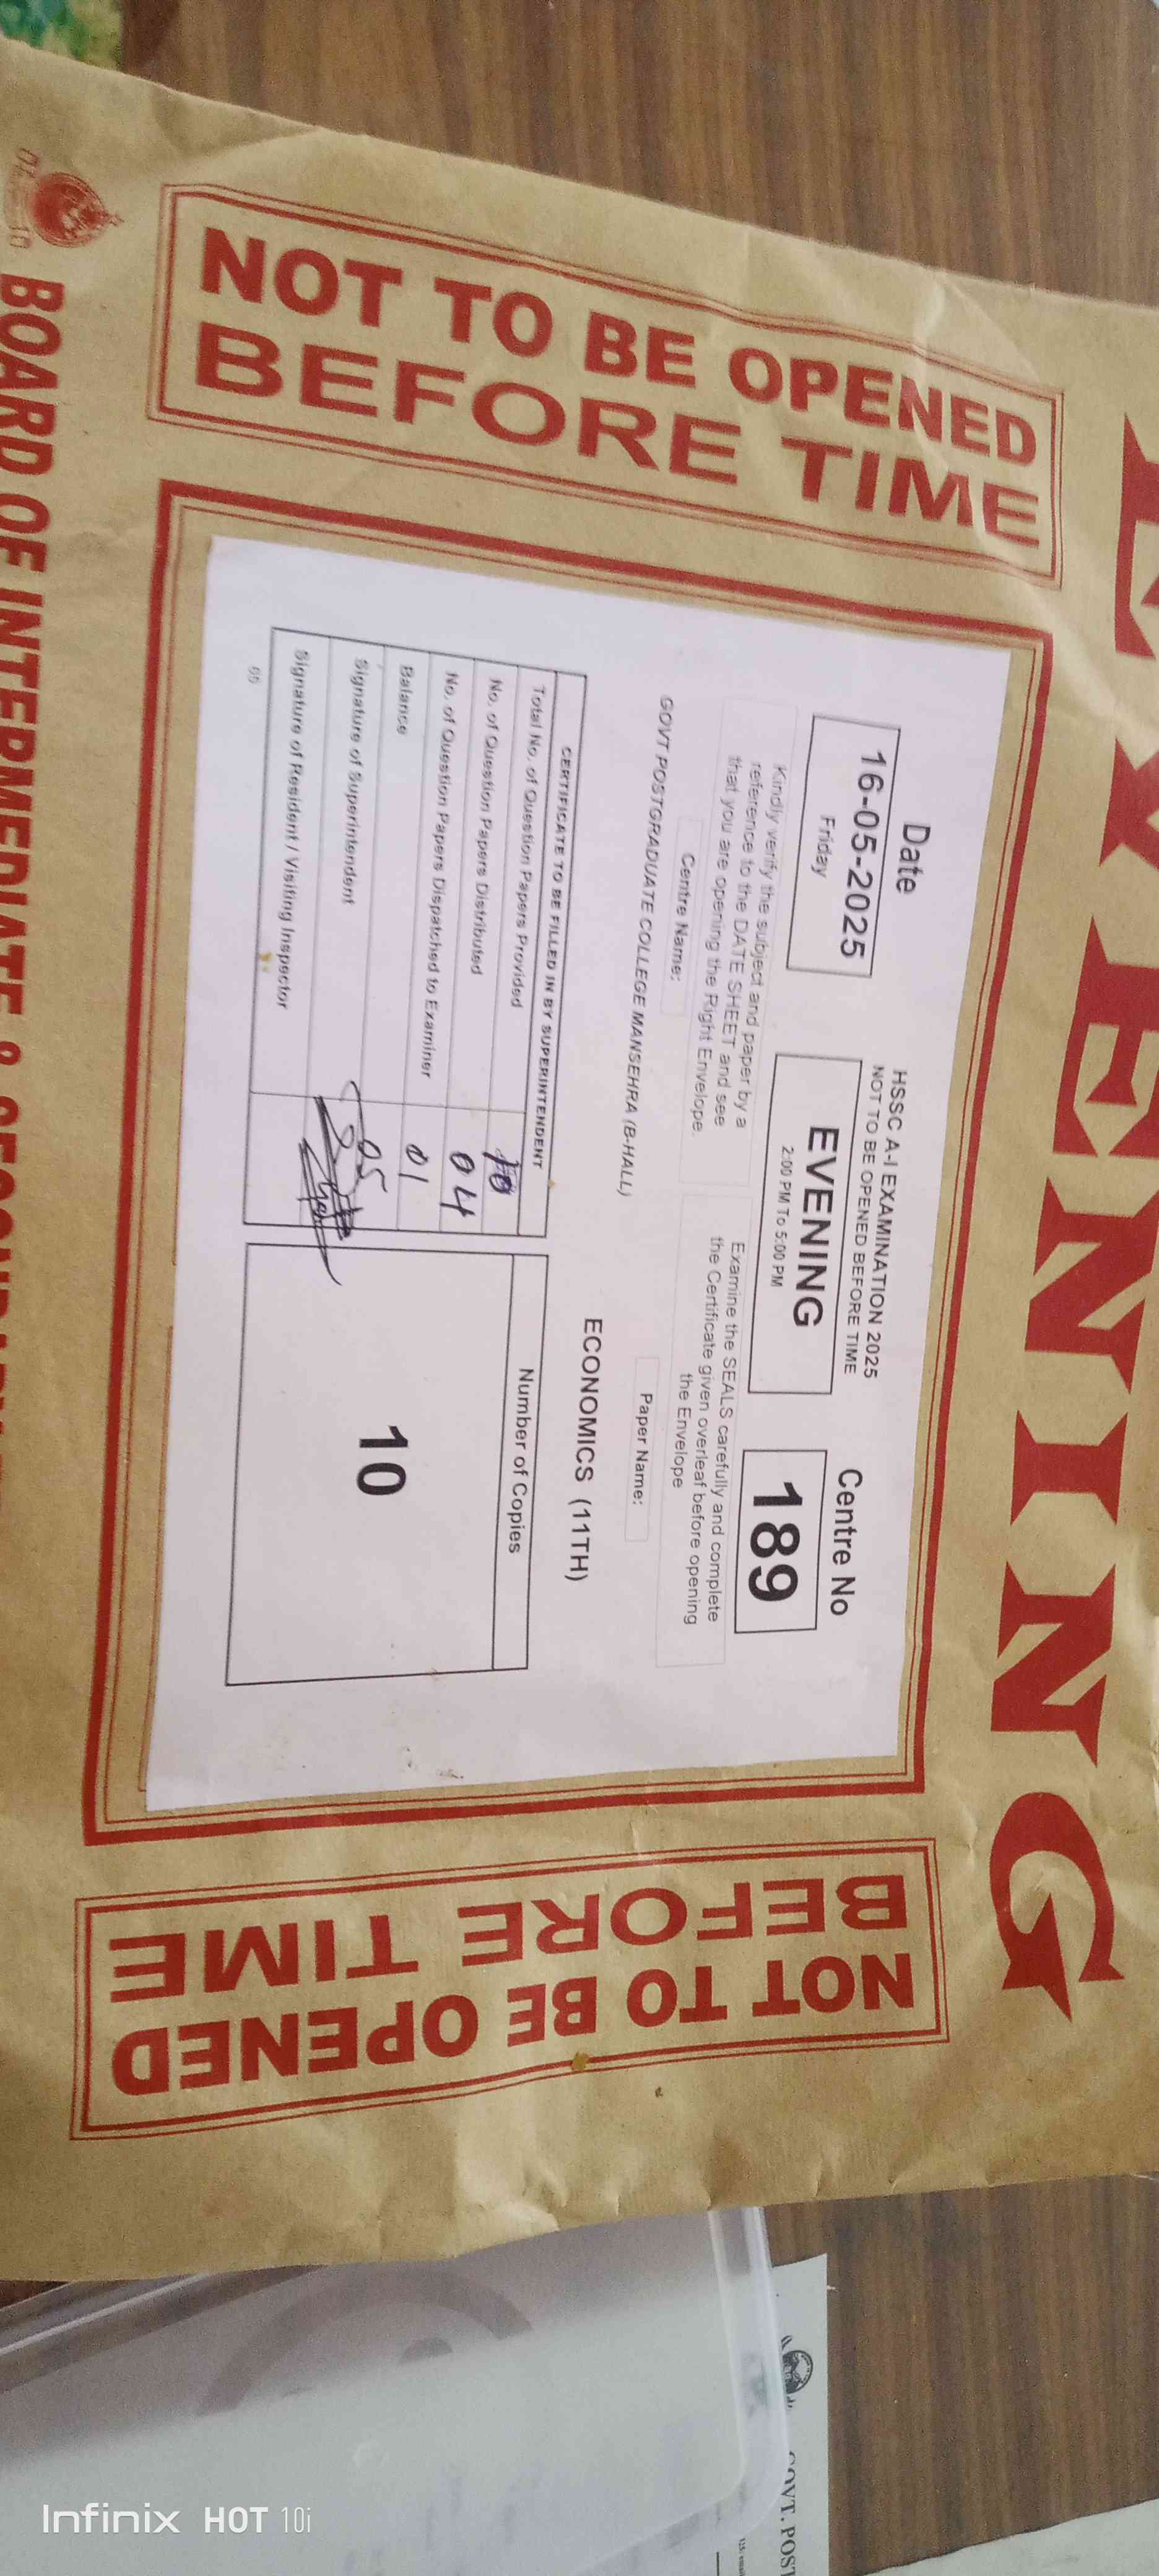 EVENING
NOT TO BE OPENED
BEFORE TIME
Date
16-05-2025
Friday
HSSC A-I EXAMINATION 2025
NOT TO BE OPENED BEFORE TIME
EVENING
2:00 PM To 5:00 PM
Centre No
189
Kindly verify the subject and paper by a
reference to the DATE SHEET and see
that you are opening the Right Envelope.
Examine the SEALS carefully and complete
the Certificate given overleaf before opening
the Envelope
Centre Name:
GOVT POSTGRADUATE COLLEGE MANSEHRA (B-HALL)
Paper Name:
ECONOMICS (11TH)
CERTIFICATE TO BE FILLED IN BY SUPERINTENDENT
Total No. of Question Papers Provided 10
No. of Question Papers Distributed 04
No. of Question Papers Dispatched to Examiner 01
Balance 05
Signature of Superintendent
Signature of Resident / Visiting Inspector
Number of Copies
10
NOT TO BE OPENED
BEFORE TIME
BOARD OF INTERMEDIATE &
GOVT. POST
Infinix HOT 10i